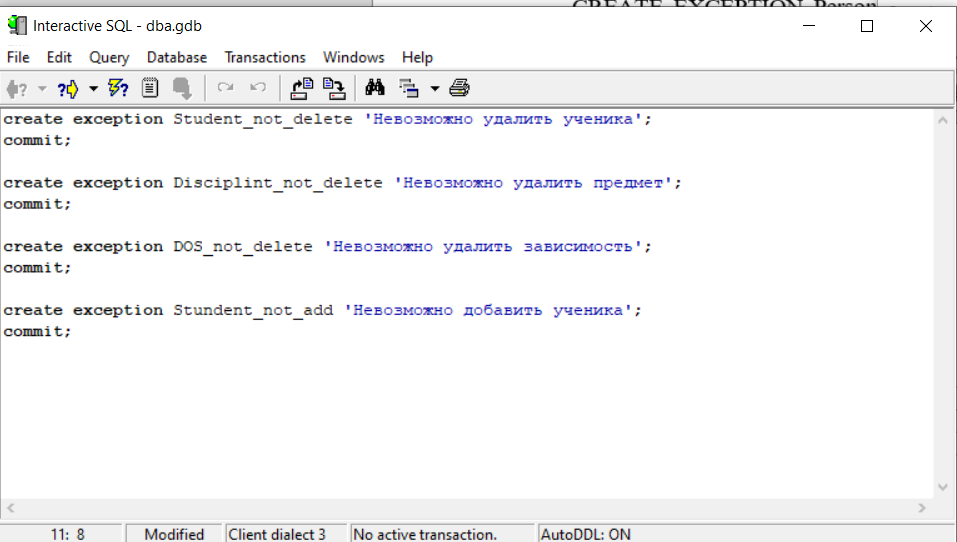 CREATE EXCEPTION Person
Interactive SQL - dba.gdb
File Edit Query Database Transactions Windows Help
create exception Student_not_delete 'Невозможно удалить ученика';
commit;
create exception Disciplint_not_delete 'Невозможно удалить предмет';
commit;
create exception DOS_not_delete 'Невозможно удалить зависимость';
commit;
create exception Stundent_not_add 'Невозможно добавить ученика';
commit;
11: 8 Modified Client dialect 3 No active transaction. AutoDDL: ON